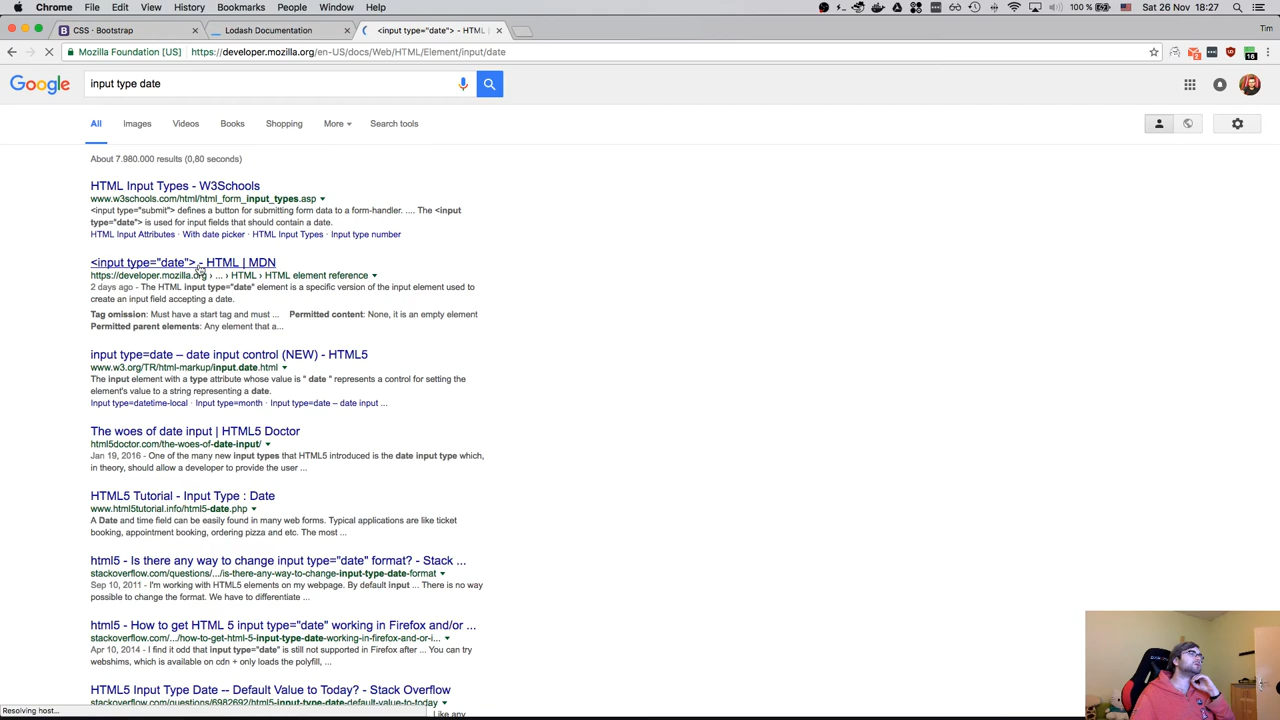 Chrome File Edit View History Bookmarks People Window Help
100% Sat 26 Nov 18:27
CSS · Bootstrap
Lodash Documentation
<input type="date"> - HTML |
Tim
Mozilla Foundation [US] https://developer.mozilla.org/en-US/docs/Web/HTML/Element/input/date
16
Google
input type date
All Images Videos Books Shopping More Search tools
About 7.980.000 results (0,80 seconds)
HTML Input Types - W3Schools
www.w3schools.com/html/html_form_input_types.asp
<input type="submit"> defines a button for submitting form data to a form-handler. .... The <input
type="date"> is used for input fields that should contain a date.
HTML Input Attributes · With date picker · HTML Input Types · Input type number
<input type="date"> - HTML | MDN
https://developer.mozilla.org › ... › HTML › HTML element reference
2 days ago - The HTML input type="date" element is a specific version of the input element used to
create an input field accepting a date.
Tag omission: Must have a start tag and must ... Permitted content: None, it is an empty element
Permitted parent elements: Any element that a...
input type=date – date input control (NEW) - HTML5
www.w3.org/TR/html-markup/input.date.html
The input element with a type attribute whose value is " date " represents a control for setting the
element's value to a string representing a date.
Input type=datetime-local · Input type=month · Input type=date – date input ...
The woes of date input | HTML5 Doctor
html5doctor.com/the-woes-of-date-input/
Jan 19, 2016 - One of the many new input types that HTML5 introduced is the date input type which,
in theory, should allow a developer to provide the user ...
HTML5 Tutorial - Input Type : Date
www.html5tutorial.info/html5-date.php
A Date and time field can be easily found in many web forms. Typical applications are like ticket
booking, appointment booking, ordering pizza and etc. The most ...
html5 - Is there any way to change input type="date" format? - Stack ...
stackoverflow.com/questions/.../is-there-any-way-to-change-input-type-date-format
Sep 10, 2011 - I'm working with HTML5 elements on my webpage. By default input ... There is no way
possible to change the format. We have to differentiate ...
html5 - How to get HTML 5 input type="date" working in Firefox and/or ...
stackoverflow.com/.../how-to-get-html-5-input-type-date-working-in-firefox-and-or-i...
Apr 10, 2014 - I find it odd that input type="date" is still not supported in Firefox after ... You can try
webshims, which is available on cdn + only loads the polyfill, ...
HTML5 Input Type Date -- Default Value to Today? - Stack Overflow
stackoverflow.com/questions/6982692/html5-input-type-date-default-value-to-today
Resolving host...
Like any